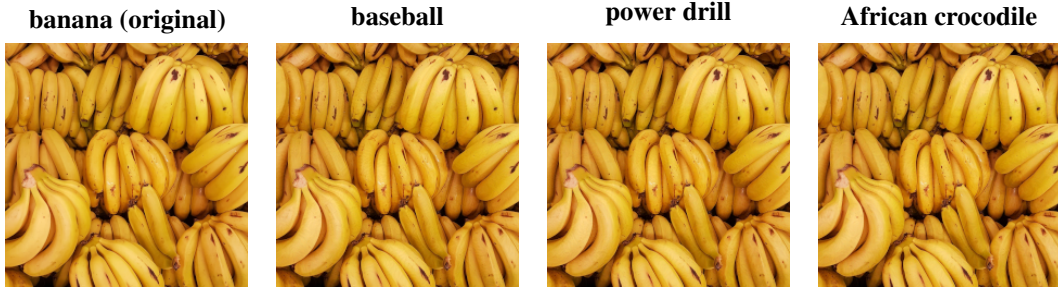 banana (original)
baseball
power drill
African crocodile